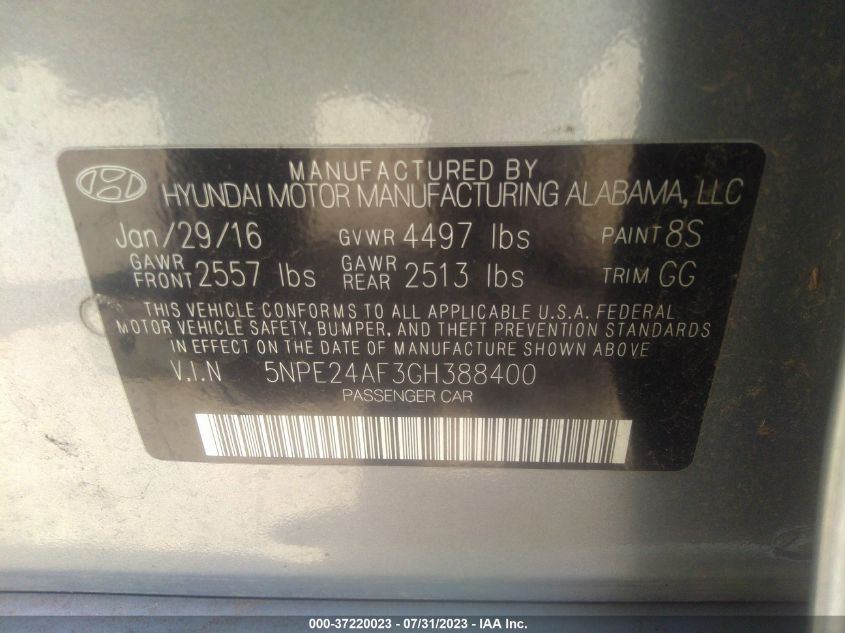 MANUFACTURED BY
HYUNDAI MOTOR MANUFACTURING ALABAMA, LLC
Jan/29/16 GVWR 4497 lbs PAINT 8S
GAWR FRONT 2557 lbs GAWR REAR 2513 lbs TRIM GG
THIS VEHICLE CONFORMS TO ALL APPLICABLE U.S.A. FEDERAL
MOTOR VEHICLE SAFETY, BUMPER, AND THEFT PREVENTION STANDARDS
IN EFFECT ON THE DATE OF MANUFACTURE SHOWN ABOVE.
V.I.N 5NPE24AF3GH388400
PASSENGER CAR
000-37220023 - 07/31/2023 - IAA Inc.